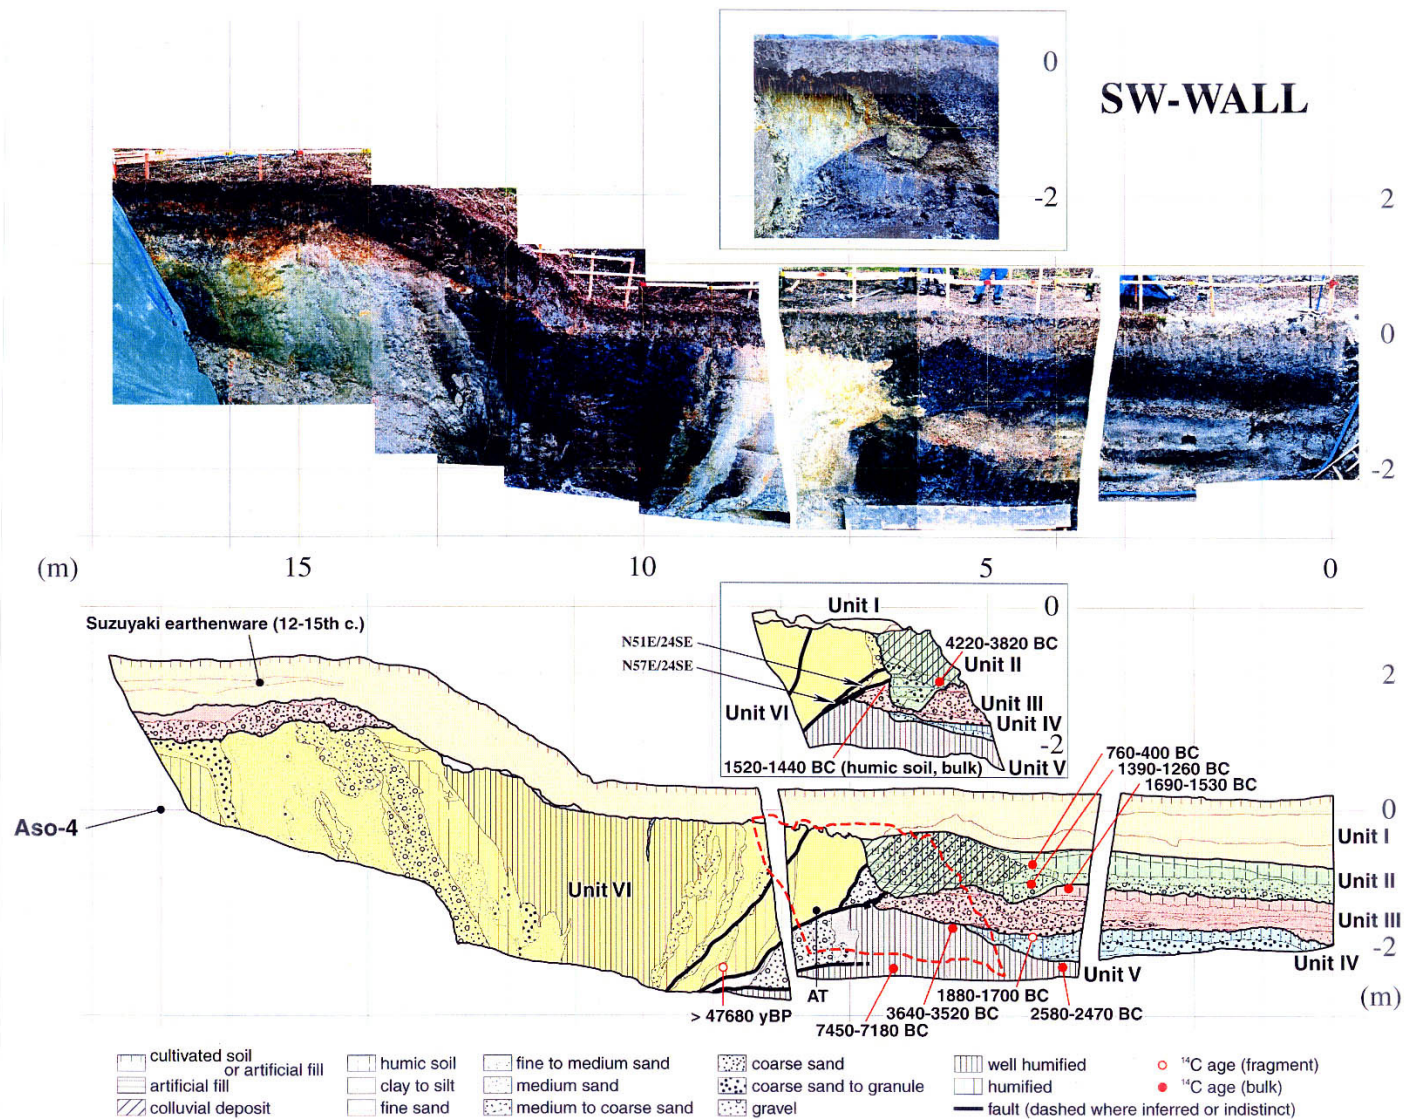 0
SW-WALL
-2
2
0
-2
(m)
15
10
5
0
Suzuyaki earthenware (12-15th c.)
Unit I
0
N51E/24SE
4220-3820 BC
N57E/24SE
Unit II
2
Unit VI
Unit III
Unit IV
-2
760-400 BC
1520-1440 BC (humic soil, bulk)
Unit V
1390-1260 BC
1690-1530 BC
0
Aso-4
Unit I
Unit VI
Unit II
Unit III
-2
Unit V
Unit IV
AT
1880-1700 BC
(m)
> 47680 yBP
3640-3520 BC
2580-2470 BC
7450-7180 BC
cultivated soil
or artificial fill
humic soil
fine to medium sand
coarse sand
well humified
14C age (fragment)
artificial fill
clay to silt
medium sand
coarse sand to granule
humified
14C age (bulk)
colluvial deposit
fine sand
medium to coarse sand
gravel
fault (dashed where inferred or indistinct)